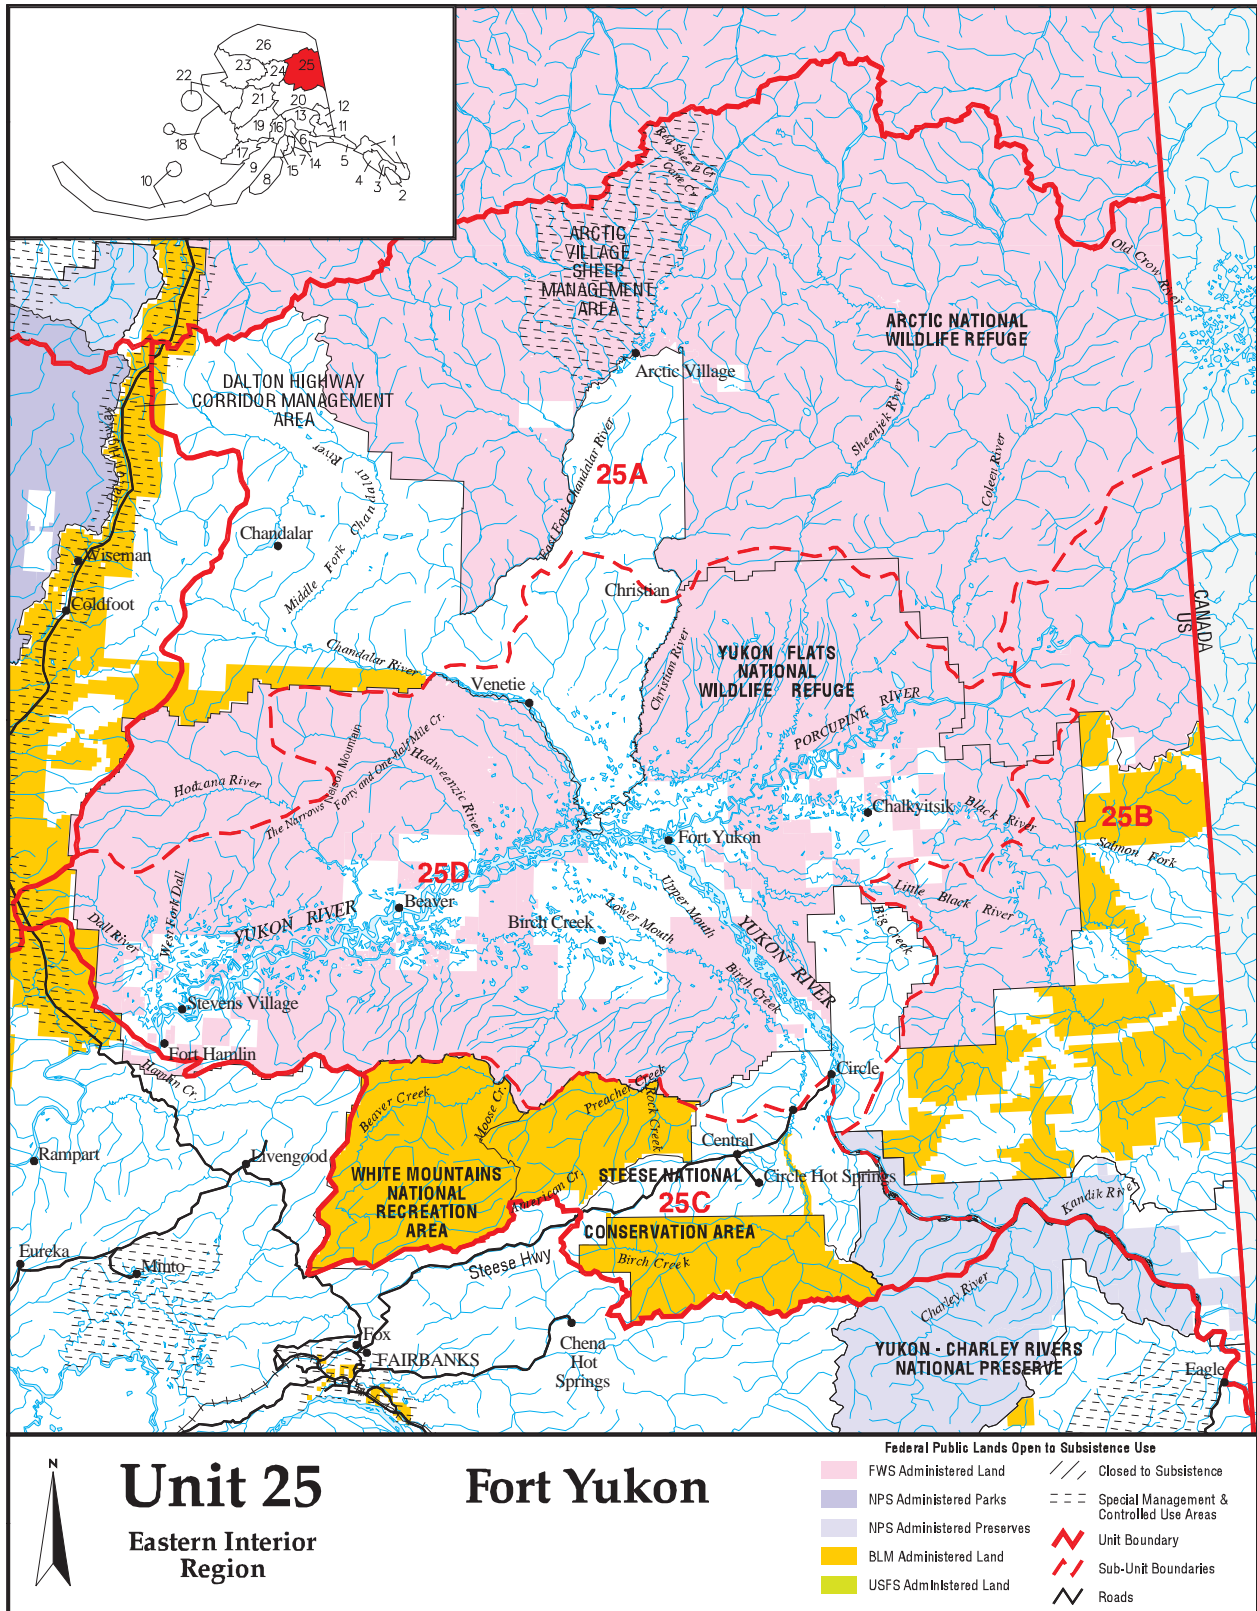 26
23
24
25
22
21
20
12
13
11
19
16
18
17
6
1
9
7
14
5
15
8
10
4
3
2
Red Sheep Cr.
Cane Cr.
ARCTIC
VILLAGE
SHEEP
MANAGEMENT
AREA
Old Crow River
ARCTIC NATIONAL
WILDLIFE REFUGE
Arctic Village
DALTON HIGHWAY
CORRIDOR MANAGEMENT
AREA
Sheenjek River
Coleen River
East Fork Chandalar River
25A
Middle Fork Chandalar River
Chandalar
Wiseman
Coldfoot
Christian
Christian River
CANADA
US
Chandalar River
Venetie
YUKON FLATS
NATIONAL
WILDLIFE REFUGE
PORCUPINE RIVER
Hodzana River
The Narrows
Nelson Mountain
Forty and One-half Mile Cr.
Hadweenzic River
Chalkyitsik
Black River
25B
Salmon Fork
Fort Yukon
25D
Beaver
Little Black River
Big Creek
Upper Mouth
Lower Mouth
Birch Creek
YUKON RIVER
YUKON RIVER
Birch Creek
Dall River
West Fork Dall
Stevens Village
Fort Hamlin
Hamlin Cr.
Circle
Beaver Creek
Moose Cr.
Preacher Creek
Rock Creek
Rampart
Livengood
Central
Circle Hot Springs
WHITE MOUNTAINS
NATIONAL
RECREATION
AREA
American Cr.
STEESE NATIONAL
25C
CONSERVATION AREA
Kandik River
Eureka
Minto
Steese Hwy
Birch Creek
Charley River
Fox
FAIRBANKS
Chena
Hot
Springs
YUKON - CHARLEY RIVERS
NATIONAL PRESERVE
Eagle
N
Unit 25
Eastern Interior
Region
Fort Yukon
Federal Public Lands Open to Subsistence Use
FWS Administered Land
NPS Administered Parks
NPS Administered Preserves
BLM Administered Land
USFS Administered Land
Closed to Subsistence
Special Management &
Controlled Use Areas
Unit Boundary
Sub-Unit Boundaries
Roads